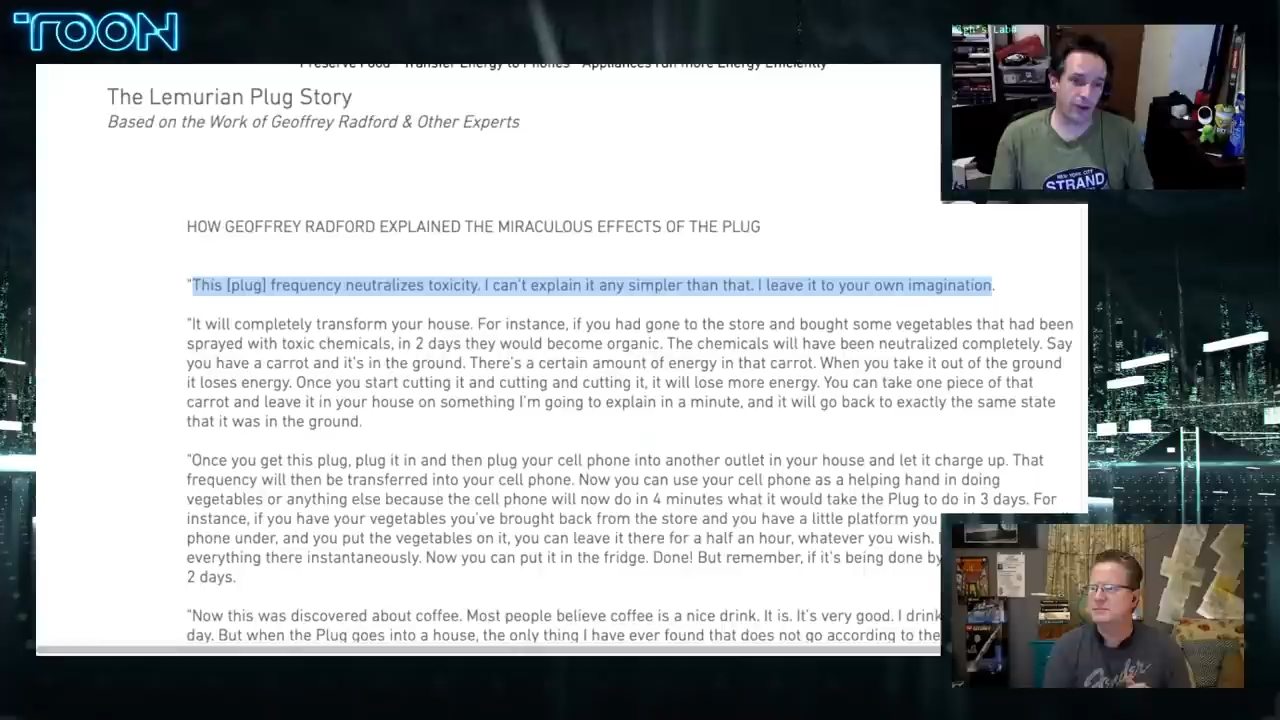 TOON
Preserve Food Transfer Energy to Phones Appliances run more Energy Efficiently
The Lemurian Plug Story
Based on the Work of Geoffrey Radford & Other Experts
HOW GEOFFREY RADFORD EXPLAINED THE MIRACULOUS EFFECTS OF THE PLUG
"This [plug] frequency neutralizes toxicity. I can't explain it any simpler than that. I leave it to your own imagination.
"It will completely transform your house. For instance, if you had gone to the store and bought some vegetables that had been
sprayed with toxic chemicals, in 2 days they would become organic. The chemicals will have been neutralized completely. Say
you have a carrot and it's in the ground. There's a certain amount of energy in that carrot. When you take it out of the ground
it loses energy. Once you start cutting it and cutting and cutting it, it will lose more energy. You can take one piece of that
carrot and leave it in your house on something I'm going to explain in a minute, and it will go back to exactly the same state
that it was in the ground.
"Once you get this plug, plug it in and then plug your cell phone into another outlet in your house and let it charge up. That
frequency will then be transferred into your cell phone. Now you can use your cell phone as a helping hand in doing
vegetables or anything else because the cell phone will now do in 4 minutes what it would take the Plug to do in 3 days. For
instance, if you have your vegetables you've brought back from the store and you have a little platform you
phone under, and you put the vegetables on it, you can leave it there for a half an hour, whatever you wish.
everything there instantaneously. Now you can put it in the fridge. Done! But remember, if it's being done by
2 days.
"Now this was discovered about coffee. Most people believe coffee is a nice drink. It is. It's very good. I drink
day. But when the Plug goes into a house, the only thing I have ever found that does not go according to the
Lab#
NEW YORK CITY
STRAND
Fender